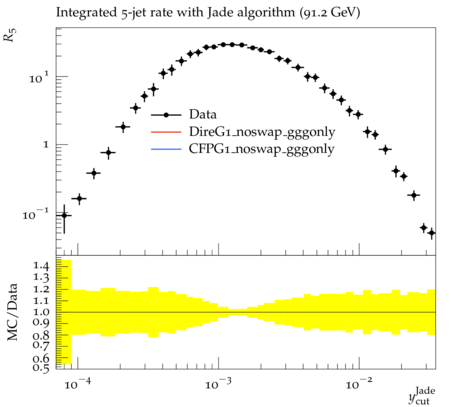 Integrated 5-jet rate with Jade algorithm (91.2 GeV)
R5
10^1
1
10^−1
Data
DireG1_noswap_gggonly
CFPG1_noswap_gggonly
MC/Data
1.4
1.3
1.2
1.1
1.0
0.9
0.8
0.7
0.6
0.5
10^−4
10^−3
10^−2
y_cut^Jade